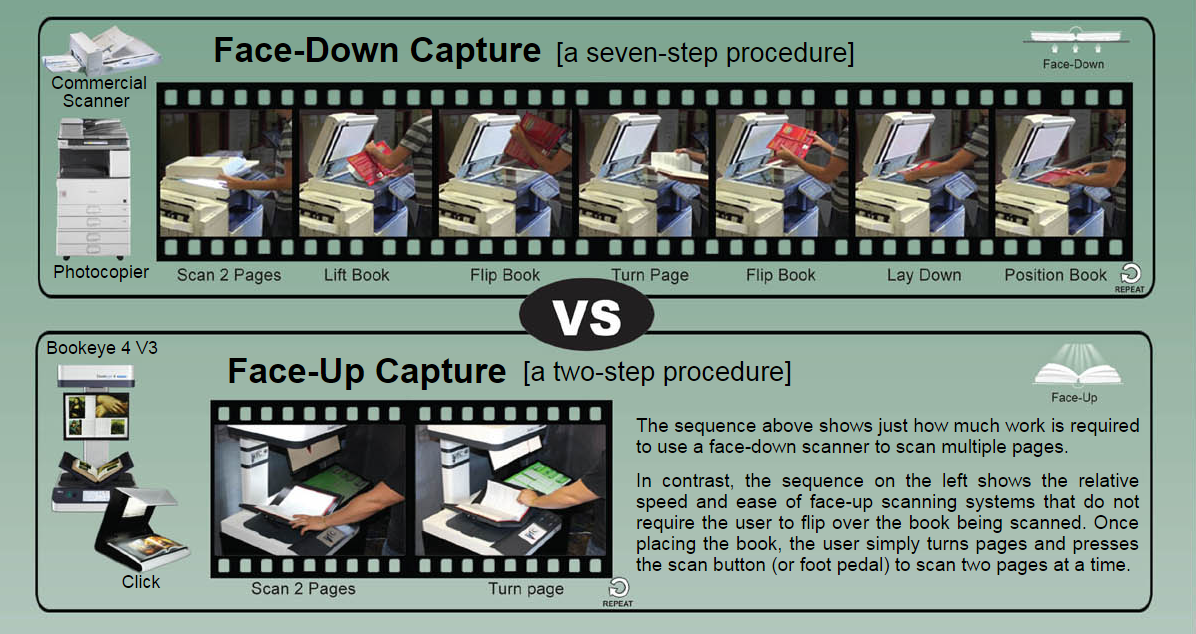 Face-Down Capture [a seven-step procedure]
Face-Down
Commercial
Scanner
Photocopier
Scan 2 Pages
Lift Book
Flip Book
Turn Page
Flip Book
Lay Down
Position Book
REPEAT
VS
Bookeye 4 V3
Face-Up Capture [a two-step procedure]
Face-Up
Click
Scan 2 Pages
Turn page
REPEAT
The sequence above shows just how much work is required
to use a face-down scanner to scan multiple pages.
In contrast, the sequence on the left shows the relative
speed and ease of face-up scanning systems that do not
require the user to flip over the book being scanned. Once
placing the book, the user simply turns pages and presses
the scan button (or foot pedal) to scan two pages at a time.